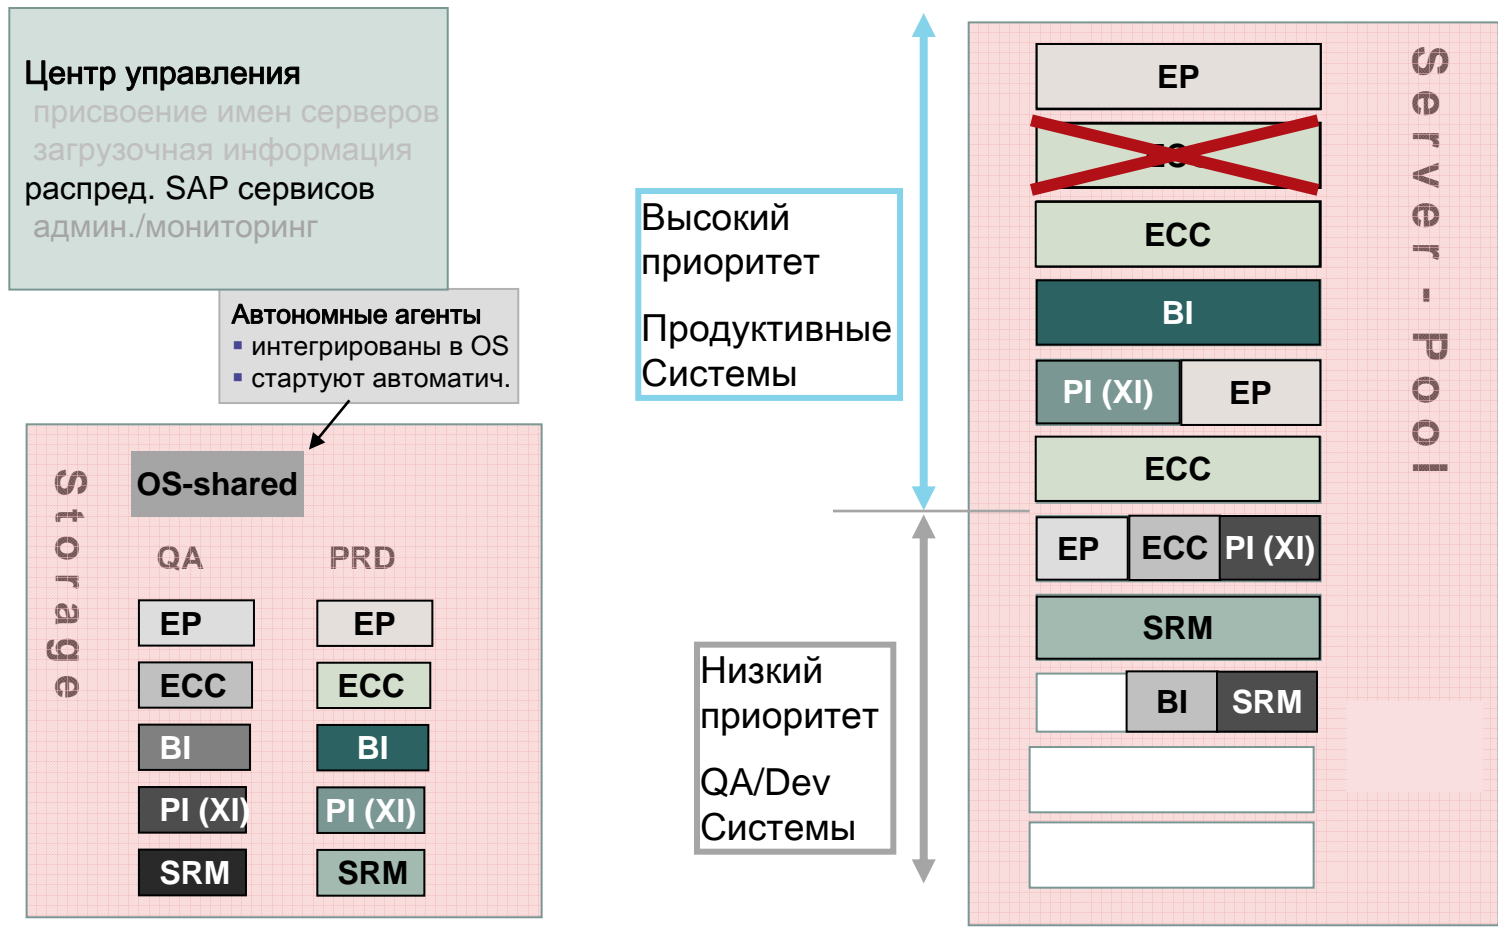 Центр управления
присвоение имен серверов
загрузочная информация
распред. SAP сервисов
админ./мониторинг
Автономные агенты
интегрированы в OS
стартуют автоматич.
Storage
OS-shared
QA PRD
EP EP
ECC ECC
BI BI
PI (XI) PI (XI)
SRM SRM
Высокий
приоритет
Продуктивные
Системы
Низкий
приоритет
QA/Dev
Системы
Server-Pool
EP
ECC
BI
PI (XI) EP
ECC
EP ECC PI (XI)
SRM
BI SRM